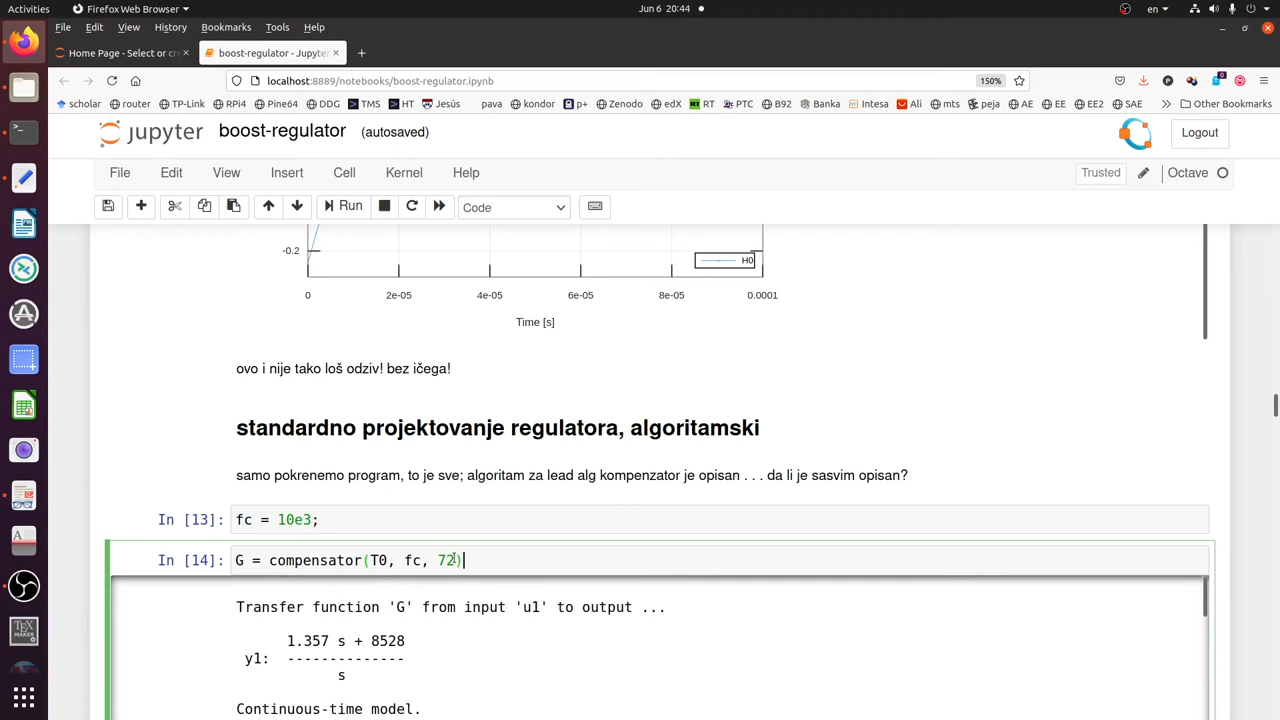 Activities Firefox Web Browser Jun 6 20:44 en
File Edit View History Bookmarks Tools Help
Home Page - Select or cre boost-regulator - Jupyte
localhost:8889/notebooks/boost-regulator.ipynb 150%
scholar router TP-Link RPi4 Pine64 DDG TMS HT Jesús pava kondor p+ Zenodo edX RT PTC B92 Banka Intesa Ali mts peja AE EE EE2 SAE Other Bookmarks
jupyter boost-regulator (autosaved) Logout
File Edit View Insert Cell Kernel Help Trusted Octave
Run Code
-0.2 H0
0 2e-05 4e-05 6e-05 8e-05 0.0001
Time [s]
ovo i nije tako loš odziv! bez ičega!
standardno projektovanje regulatora, algoritamski
samo pokrenemo program, to je sve; algoritam za lead alg kompenzator je opisan . . . da li je sasvim opisan?
In [13]: fc = 10e3;
In [14]: G = compensator(T0, fc, 72)
Transfer function 'G' from input 'u1' to output ...
1.357 s + 8528
y1: --------------
s
Continuous-time model.